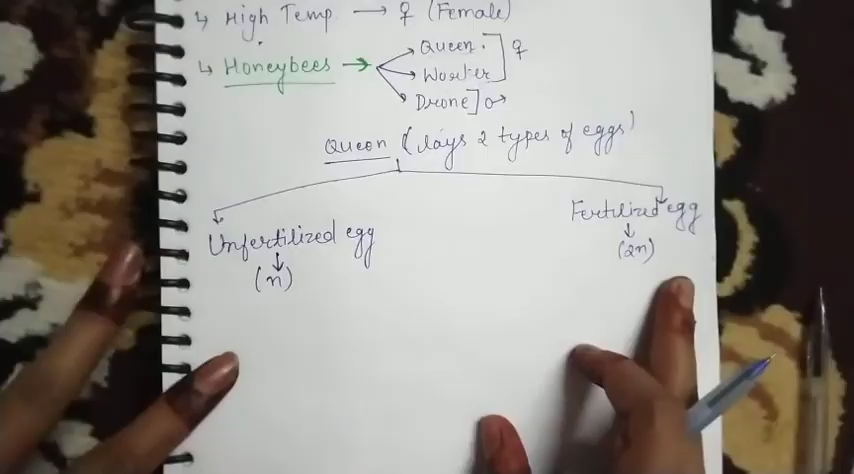 ↳ High Temp. → ♀ (Female)
↳ Honeybees →
Queen. ] ♀
Worker
Drone ] ♂
Queen (lays 2 types of eggs)
Unfertilized egg
↓
(n)
Fertilized egg
↓
(2n)